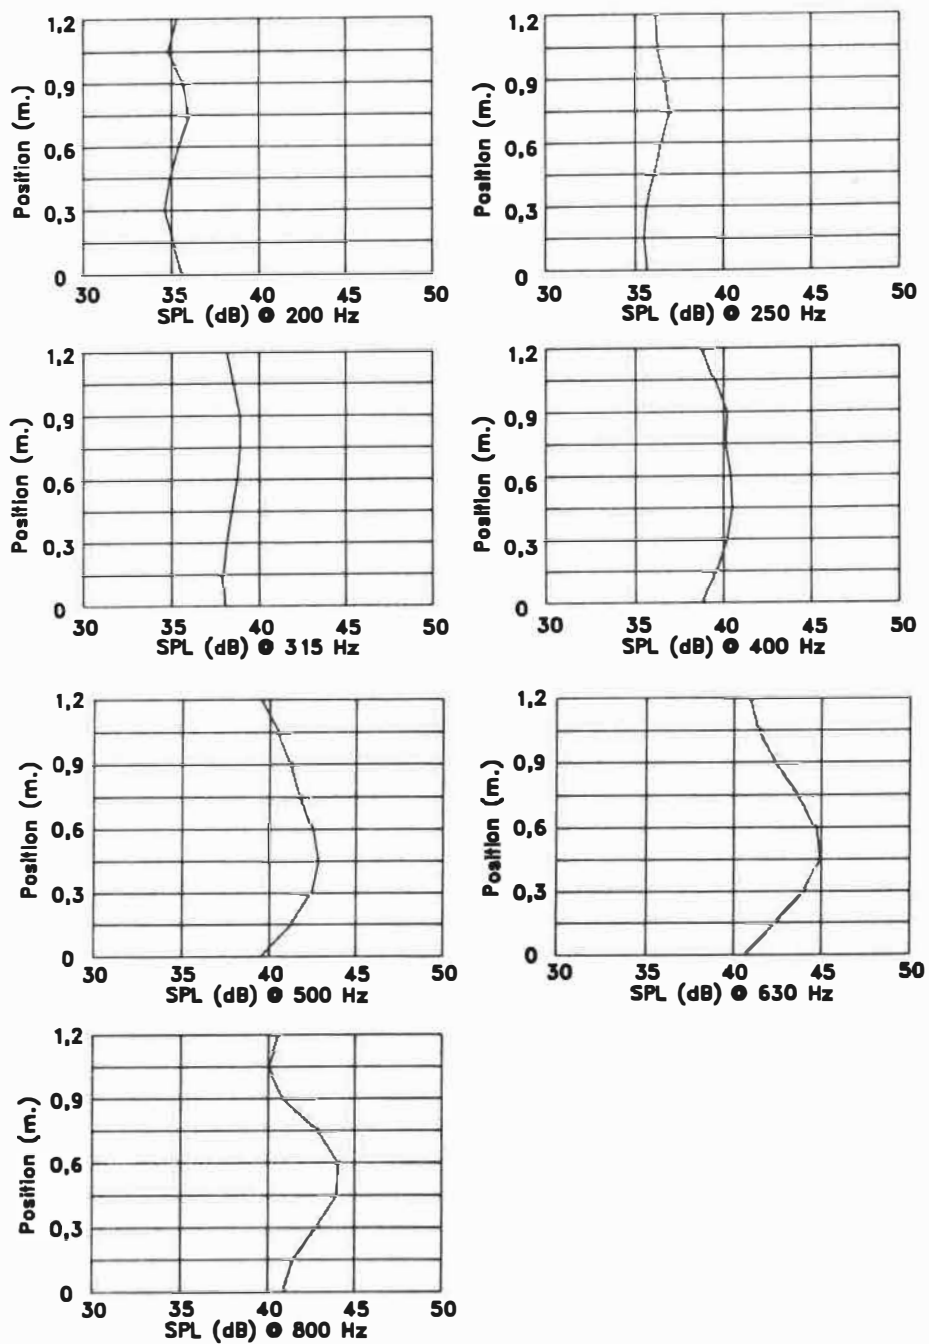 1,2
0,9
0,6
0,3
0
Position (m.)
30 35 40 45 50
SPL (dB) @ 200 Hz
1,2
0,9
0,6
0,3
0
Position (m.)
30 35 40 45 50
SPL (dB) @ 250 Hz
1,2
0,9
0,6
0,3
0
Position (m.)
30 35 40 45 50
SPL (dB) @ 315 Hz
1,2
0,9
0,6
0,3
0
Position (m.)
30 35 40 45 50
SPL (dB) @ 400 Hz
1,2
0,9
0,6
0,3
0
Position (m.)
30 35 40 45 50
SPL (dB) @ 500 Hz
1,2
0,9
0,6
0,3
0
Position (m.)
30 35 40 45 50
SPL (dB) @ 630 Hz
1,2
0,9
0,6
0,3
0
Position (m.)
30 35 40 45 50
SPL (dB) @ 800 Hz